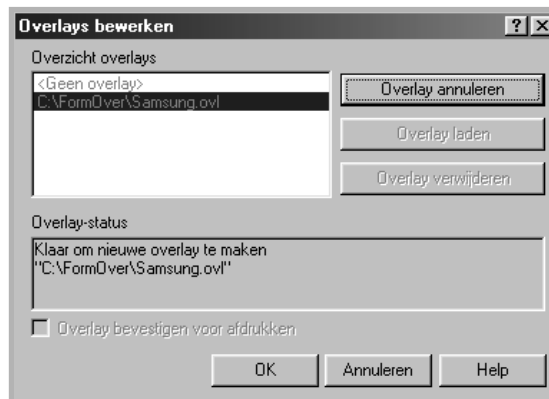 Overlays bewerken
Overzicht overlays
<Geen overlay>
C:\FormOver\Samsung.ovl
Overlay annuleren
Overlay laden
Overlay verwijderen
Overlay-status
Klaar om nieuwe overlay te maken
"C:\FormOver\Samsung.ovl"
Overlay bevestigen voor afdrukken
OK
Annuleren
Help